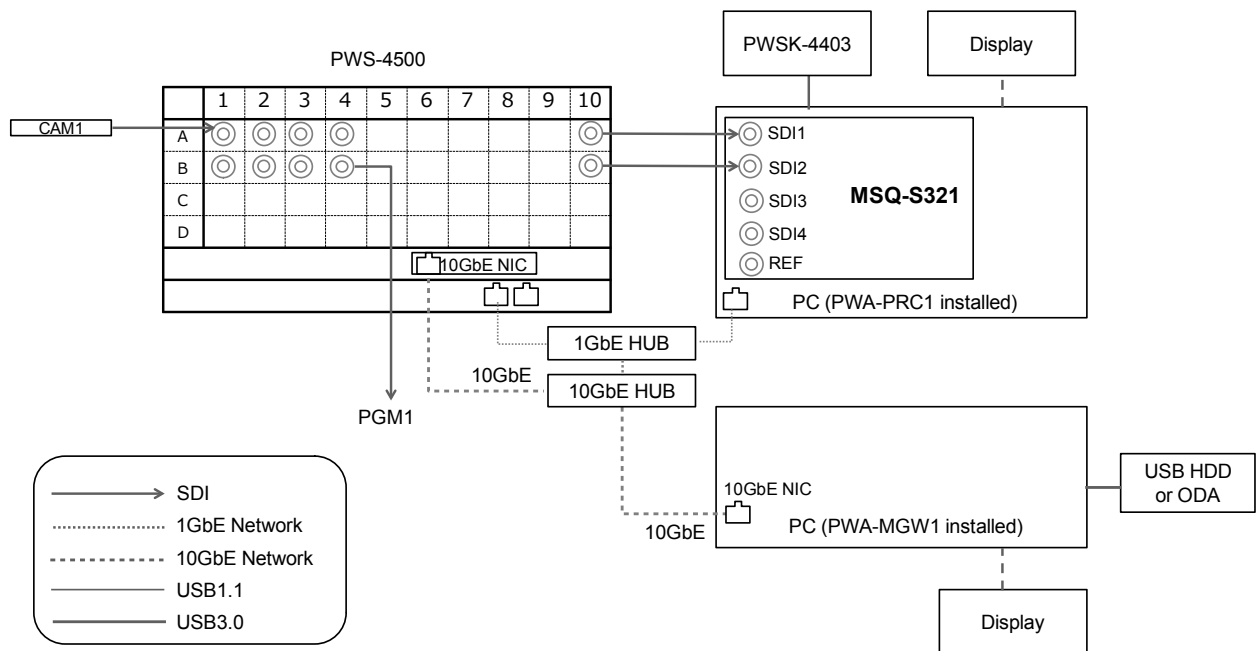 PWS-4500
1 2 3 4 5 6 7 8 9 10
A
B
C
D
CAM1
10GbE NIC
PGM1
10GbE
1GbE HUB
10GbE HUB
PWSK-4403
Display
SDI1
SDI2
SDI3
SDI4
REF
MSQ-S321
PC (PWA-PRC1 installed)
10GbE NIC
10GbE
PC (PWA-MGW1 installed)
USB HDD
or ODA
Display
SDI
1GbE Network
10GbE Network
USB1.1
USB3.0